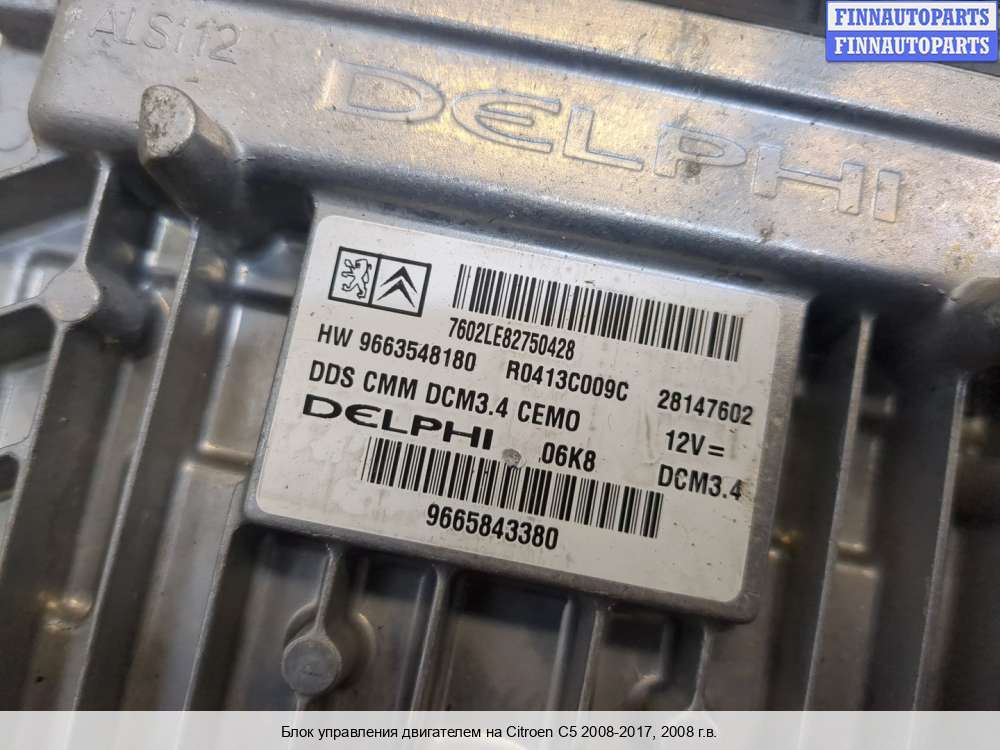 FINNAUTOPARTS
FINNAUTOPARTS
ALSI12
DELPHI
7602LE82750428
HW 9663548180 R0413C009C 28147602
DDS CMM DCM3.4 CEMO 12V=
DELPHI 06K8 DCM3.4
9665843380
Блок управления двигателем на Citroen C5 2008-2017, 2008 г.в.